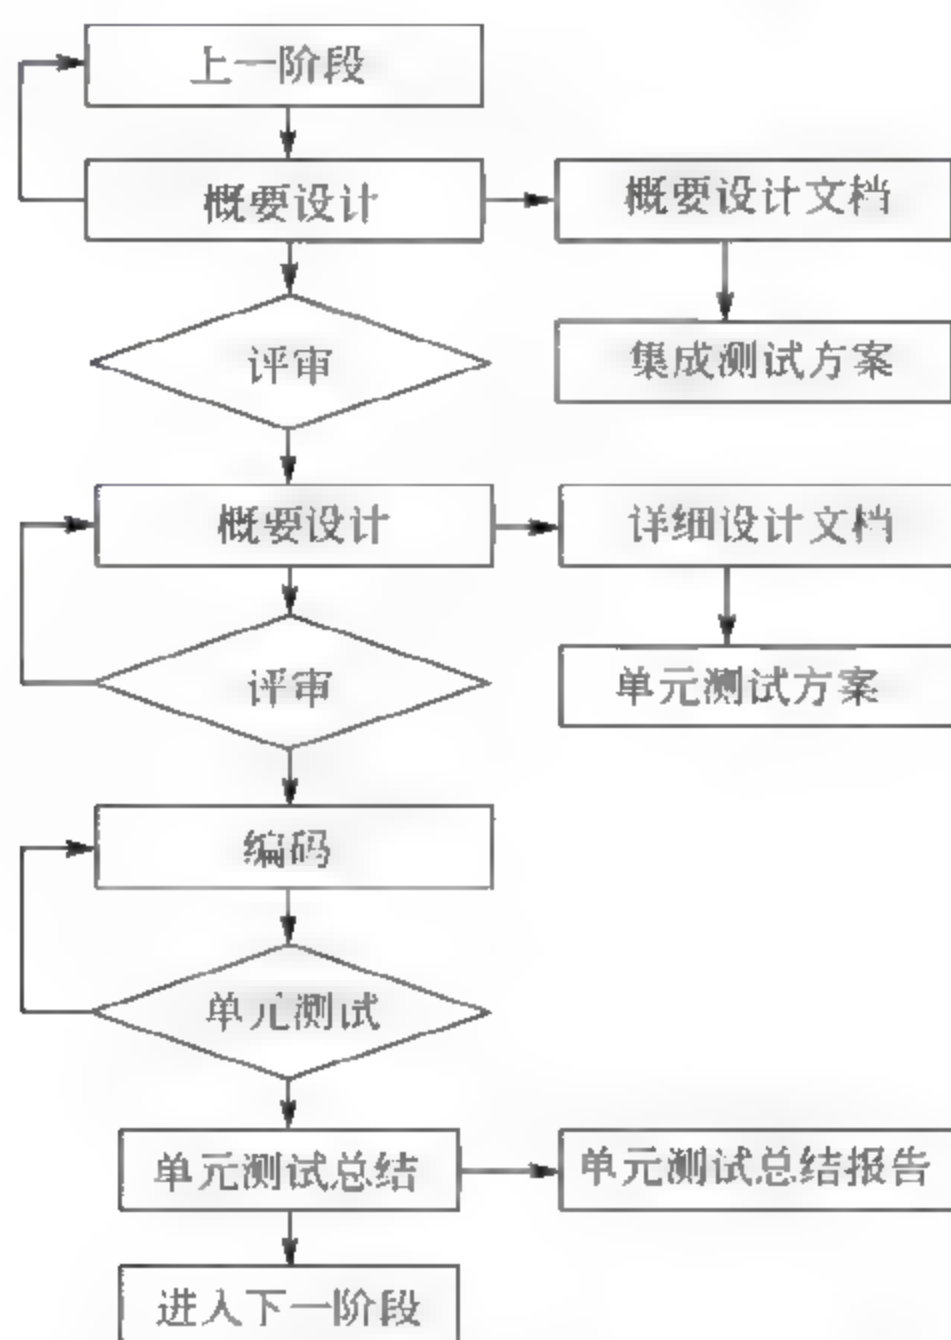 上一阶段
概要设计
概要设计文档
评审
集成测试方案
概要设计
详细设计文档
评审
单元测试方案
编码
单元测试
单元测试总结
单元测试总结报告
进入下一阶段